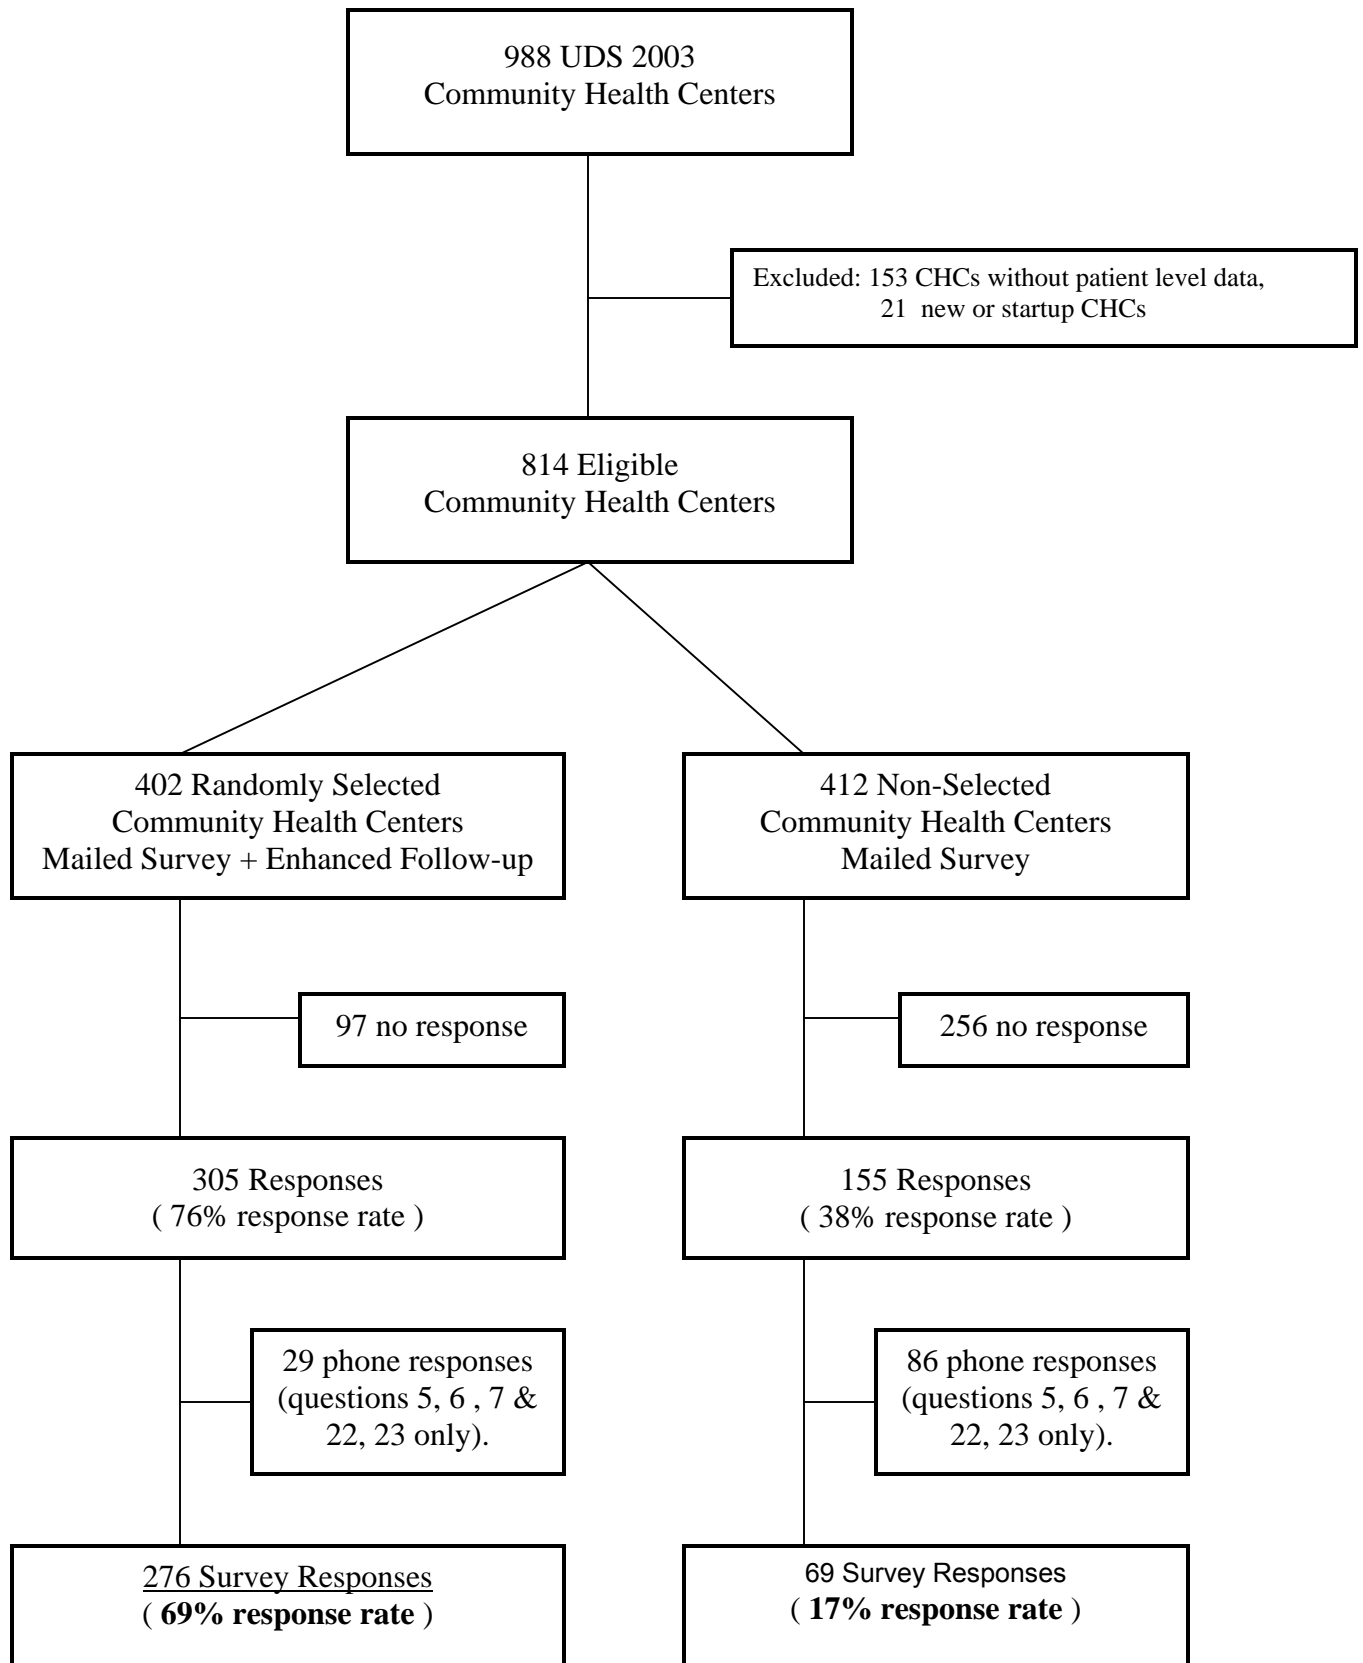 988 UDS 2003
Community Health Centers
Excluded: 153 CHCs without patient level data,
21 new or startup CHCs
814 Eligible
Community Health Centers
402 Randomly Selected
Community Health Centers
Mailed Survey + Enhanced Follow-up
412 Non-Selected
Community Health Centers
Mailed Survey
97 no response
256 no response
305 Responses
( 76% response rate )
155 Responses
( 38% response rate )
29 phone responses
(questions 5, 6 , 7 &
22, 23 only).
86 phone responses
(questions 5, 6 , 7 &
22, 23 only).
276 Survey Responses
( 69% response rate )
69 Survey Responses
( 17% response rate )